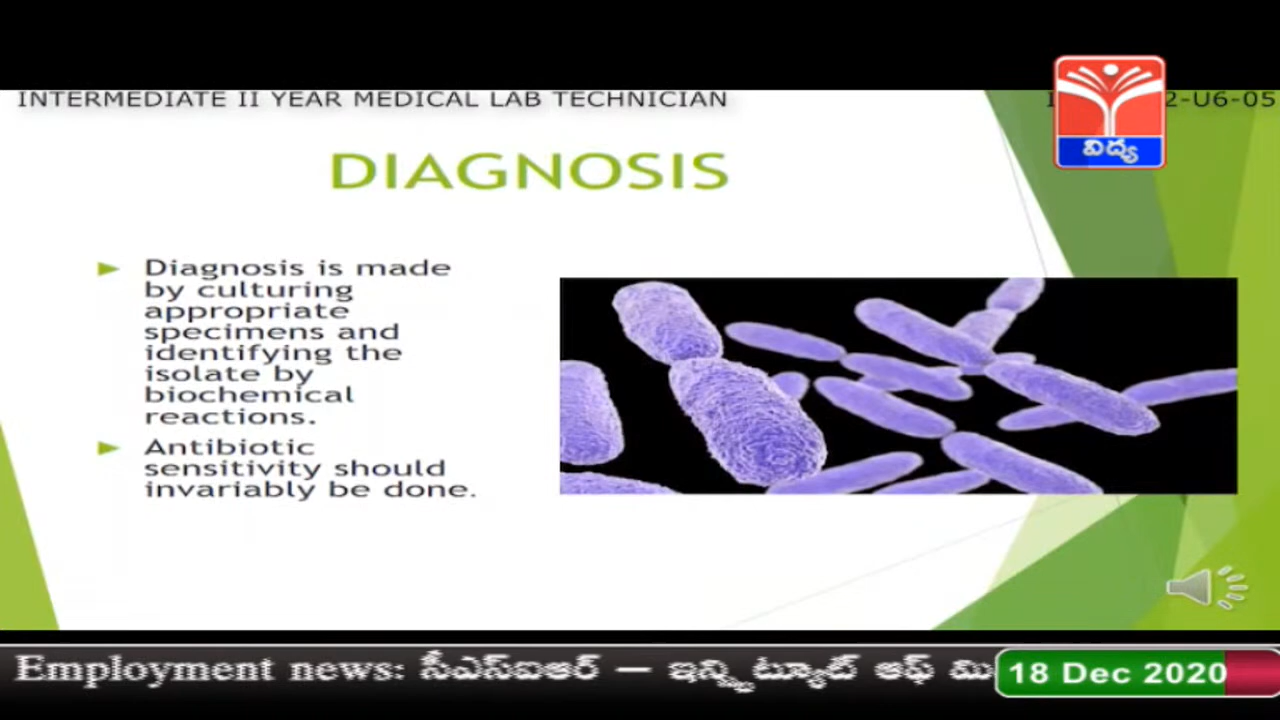 INTERMEDIATE II YEAR MEDICAL LAB TECHNICIAN
2-U6-05
విద్య
DIAGNOSIS
Diagnosis is made
by culturing
appropriate
specimens and
identifying the
isolate by
biochemical
reactions.
Antibiotic
sensitivity should
invariably be done.
Employment news: సీఎస్ఐఆర్ – ఇన్స్టిట్యూట్ ఆఫ్ మి
18 Dec 2020